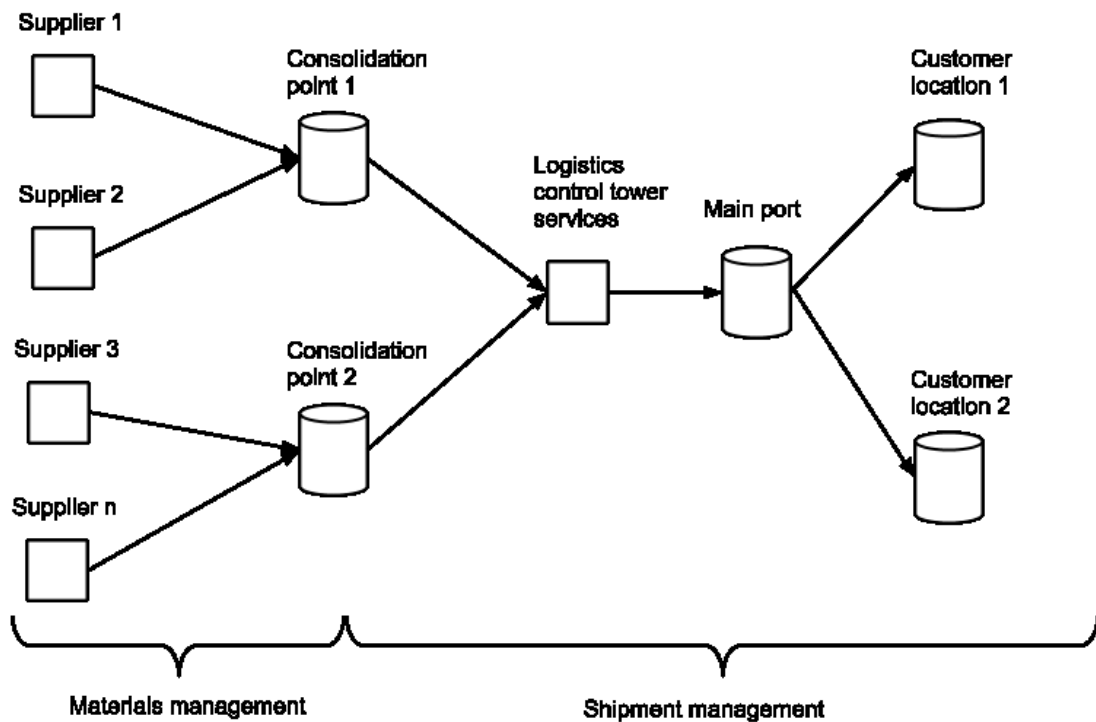 Supplier 1
Consolidation
point 1
Customer
location 1
Logistics
control tower
services
Supplier 2
Main port
Supplier 3
Consolidation
point 2
Customer
location 2
Supplier n
Materials management
Shipment management